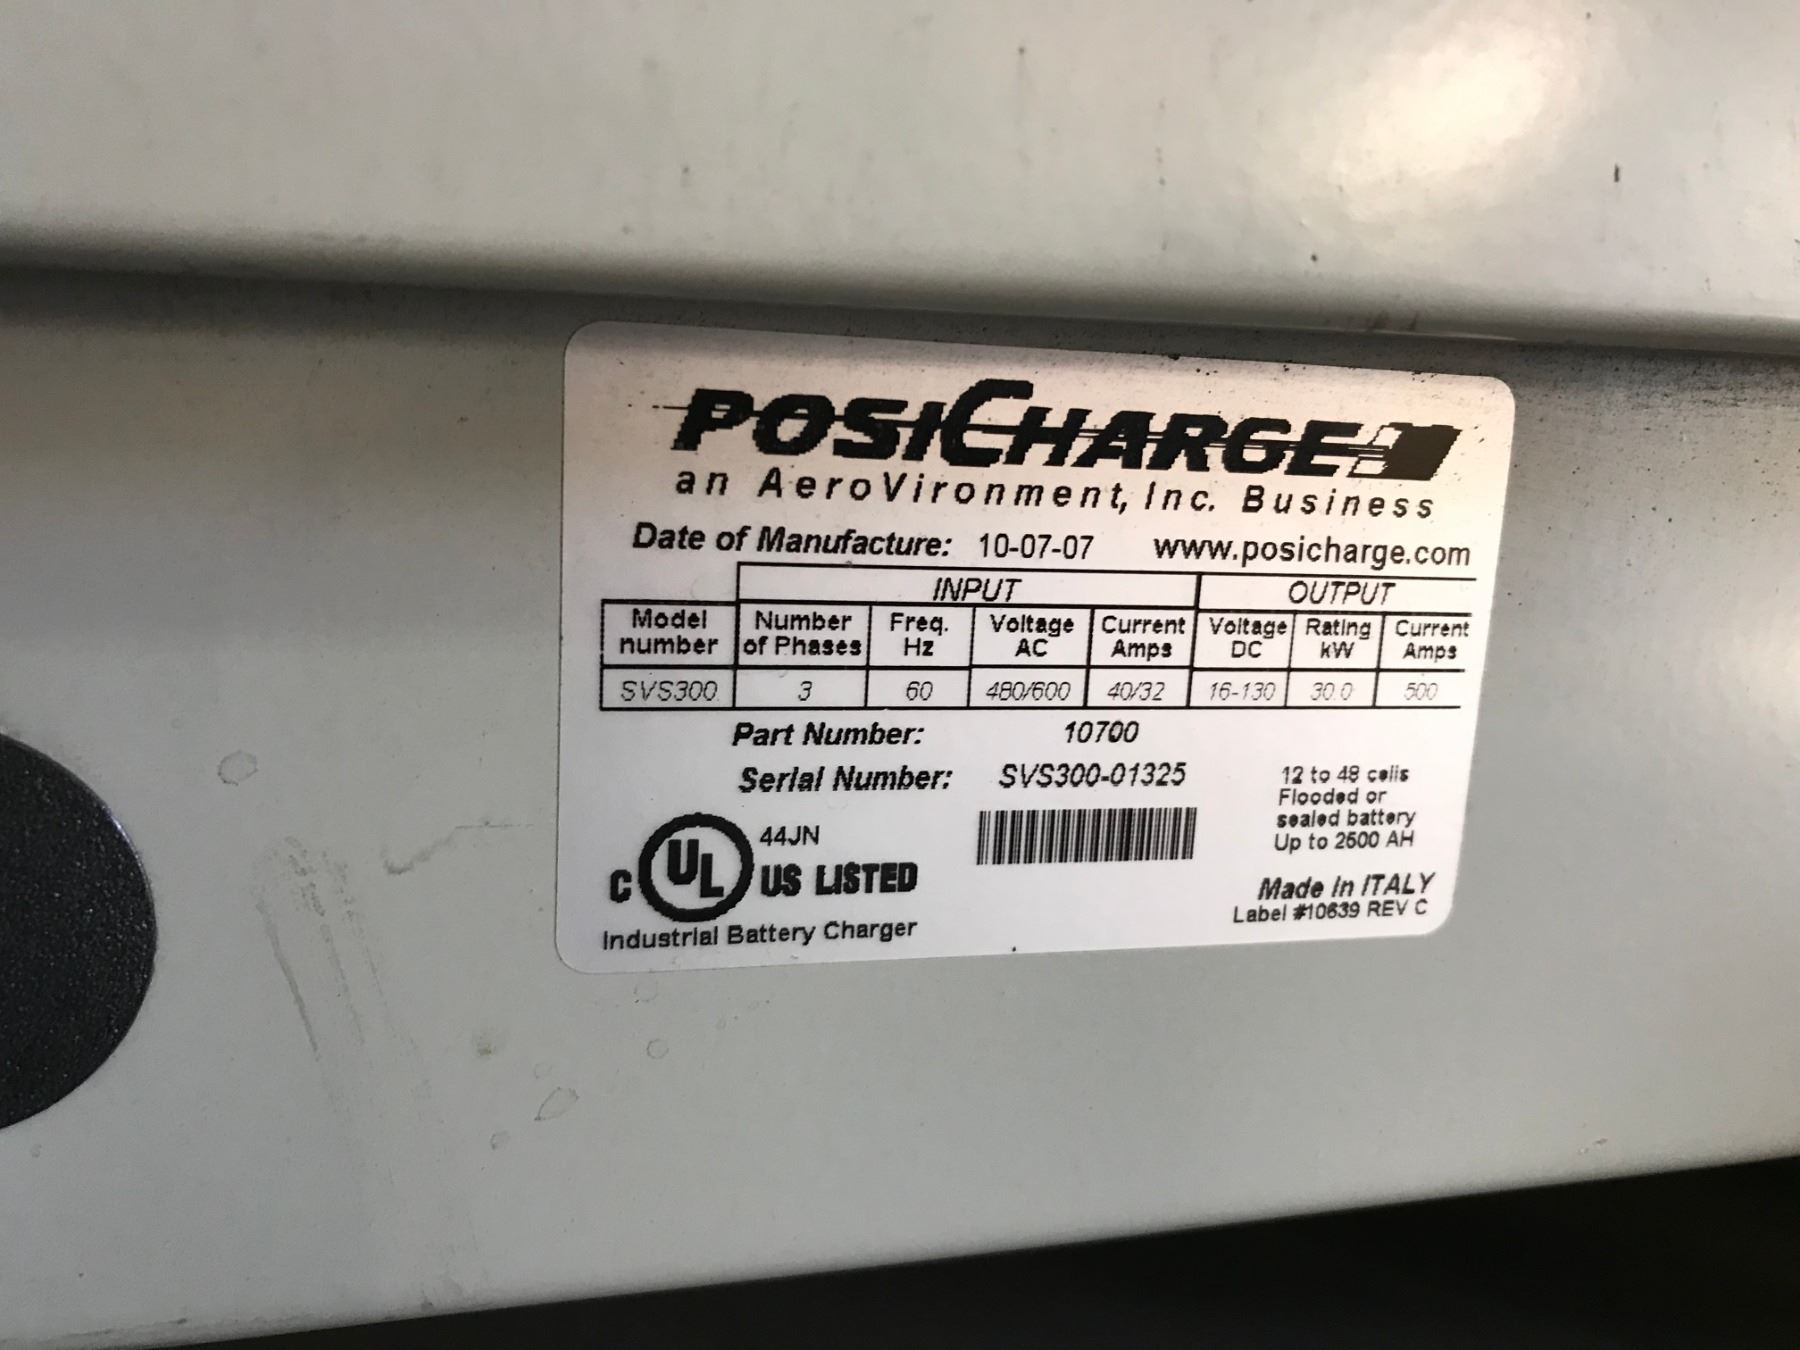 POSICHARGE
an AeroVironment, Inc. Business
Date of Manufacture: 10-07-07 www.posicharge.com
INPUT OUTPUT
Model number Number of Phases Freq. Hz Voltage AC Current Amps Voltage DC Rating kW Current Amps
SVS300 3 60 480/600 40/32 16-130 30.0 500
Part Number: 10700
Serial Number: SVS300-01325
12 to 48 cells
Flooded or
sealed battery
Up to 2500 AH
44JN
C UL US LISTED
Industrial Battery Charger
Made In ITALY
Label #10639 REV C